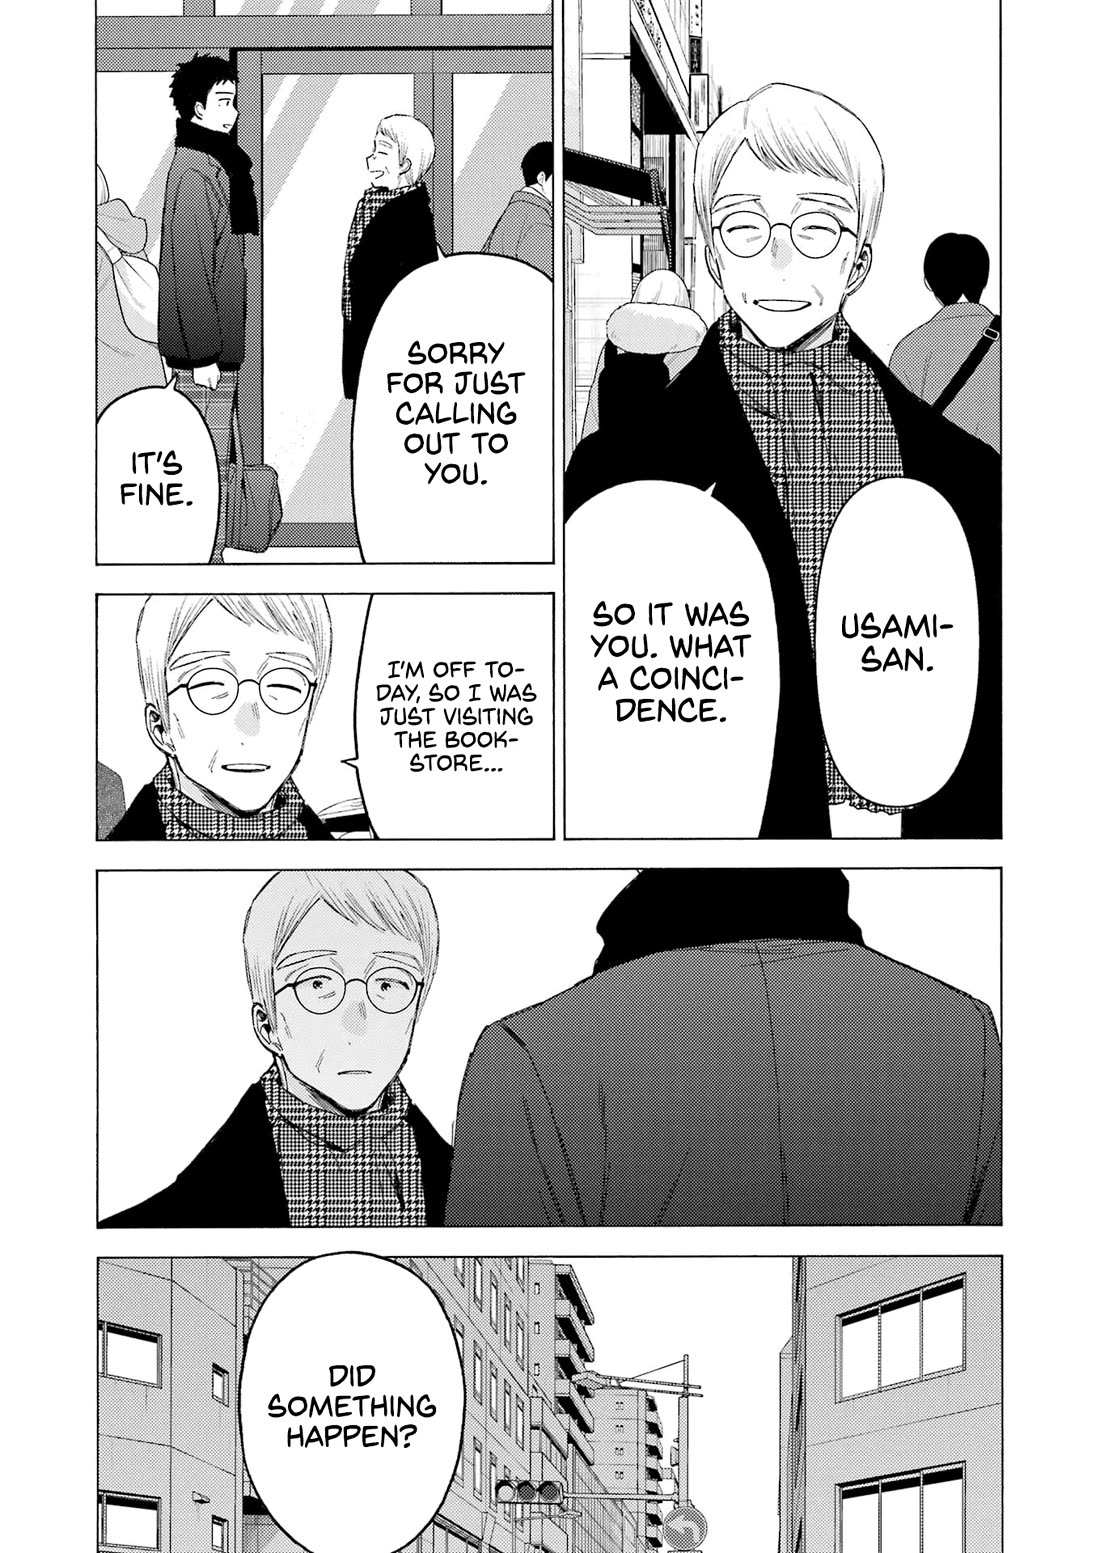 USAMI-
SAN.
SO IT WAS
YOU. WHAT
A COINCI-
DENCE.
SORRY
FOR JUST
CALLING
OUT TO
YOU.
IT'S
FINE.
I'M OFF TO-
DAY, SO I WAS
JUST VISITING
THE BOOK-
STORE...
DID
SOMETHING
HAPPEN?